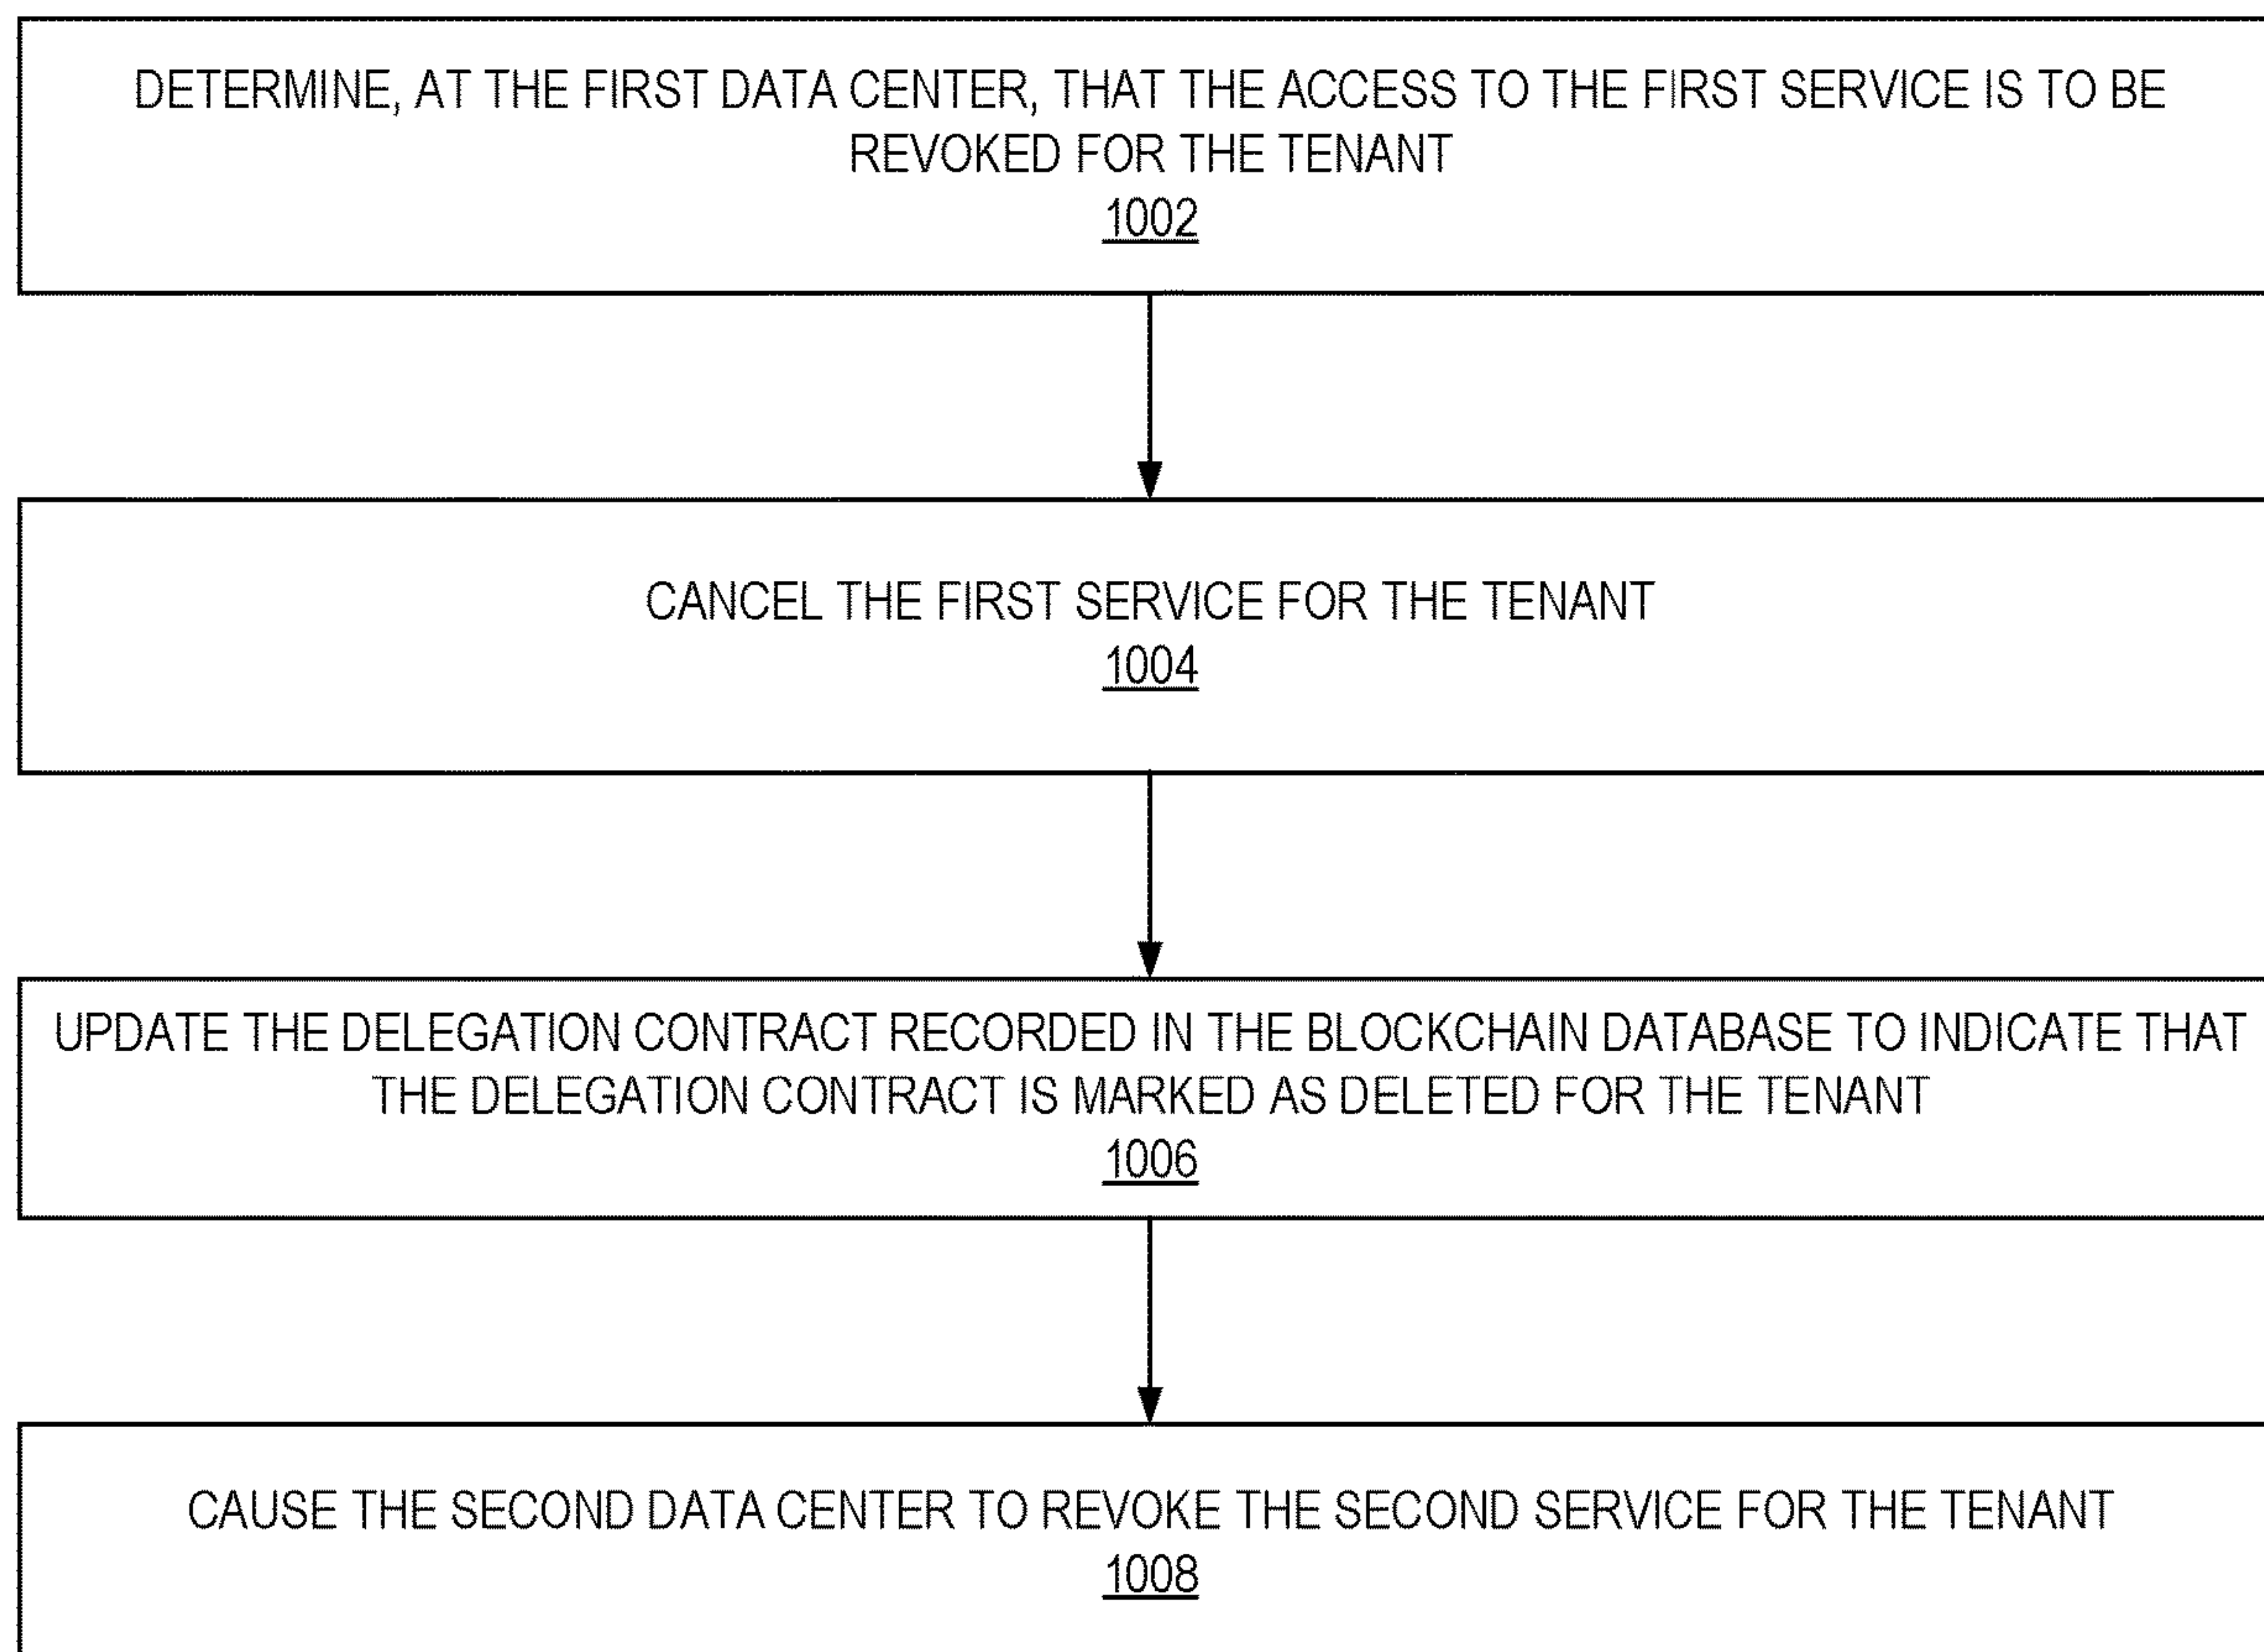 DETERMINE, AT THE FIRST DATA CENTER, THAT THE ACCESS TO THE FIRST SERVICE IS TO BE
REVOKED FOR THE TENANT
1002
CANCEL THE FIRST SERVICE FOR THE TENANT
1004
UPDATE THE DELEGATION CONTRACT RECORDED IN THE BLOCKCHAIN DATABASE TO INDICATE THAT
THE DELEGATION CONTRACT IS MARKED AS DELETED FOR THE TENANT
1006
CAUSE THE SECOND DATA CENTER TO REVOKE THE SECOND SERVICE FOR THE TENANT
1008